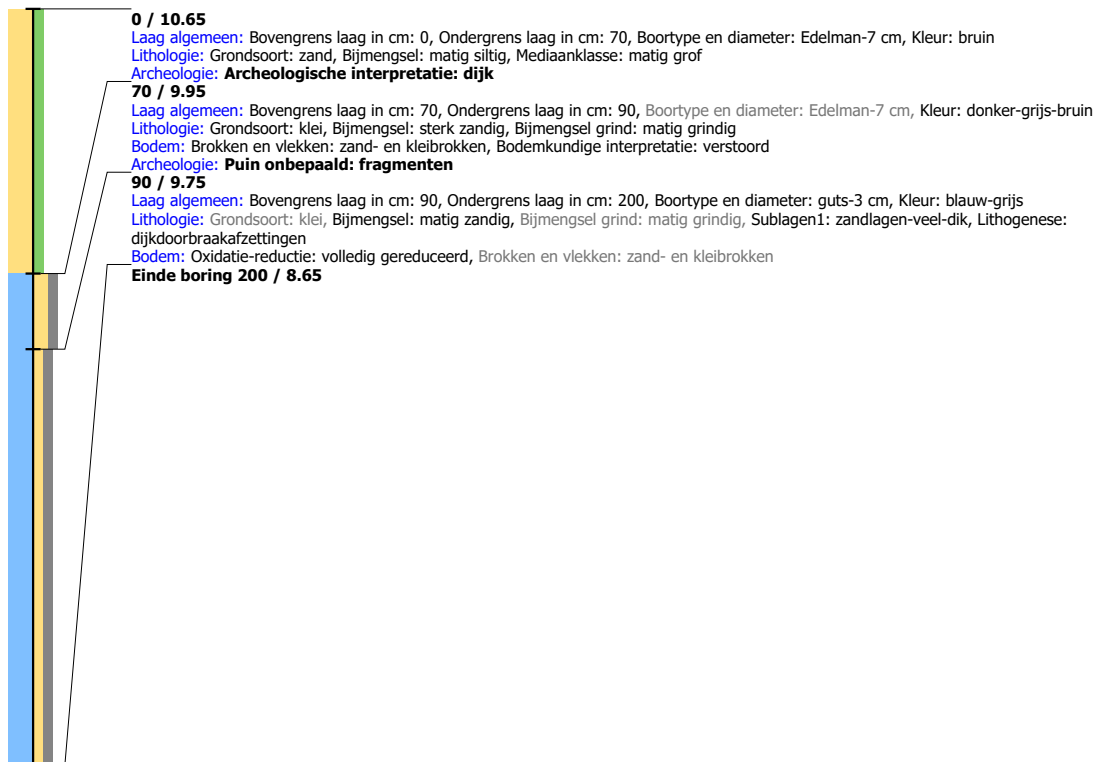 0 / 10.65
Laag algemeen: Bovengrens laag in cm: 0, Ondergrens laag in cm: 70, Boortype en diameter: Edelman-7 cm, Kleur: bruin
Lithologie: Grondsoort: zand, Bijmengsel: matig siltig, Mediaanklasse: matig grof
Archeologie: Archeologische interpretatie: dijk
70 / 9.95
Laag algemeen: Bovengrens laag in cm: 70, Ondergrens laag in cm: 90, Boortype en diameter: Edelman-7 cm, Kleur: donker-grijs-bruin
Lithologie: Grondsoort: klei, Bijmengsel: sterk zandig, Bijmengsel grind: matig grindig
Bodem: Brokken en vlekken: zand- en kleibrokken, Bodemkundige interpretatie: verstoord
Archeologie: Puin onbepaald: fragmenten
90 / 9.75
Laag algemeen: Bovengrens laag in cm: 90, Ondergrens laag in cm: 200, Boortype en diameter: guts-3 cm, Kleur: blauw-grijs
Lithologie: Grondsoort: klei, Bijmengsel: matig zandig, Bijmengsel grind: matig grindig, Sublagen1: zandlagen-veel-dik, Lithogenese:
dijkdoorbraakafzettingen
Bodem: Oxidatie-reductie: volledig gereduceerd, Brokken en vlekken: zand- en kleibrokken
Einde boring 200 / 8.65